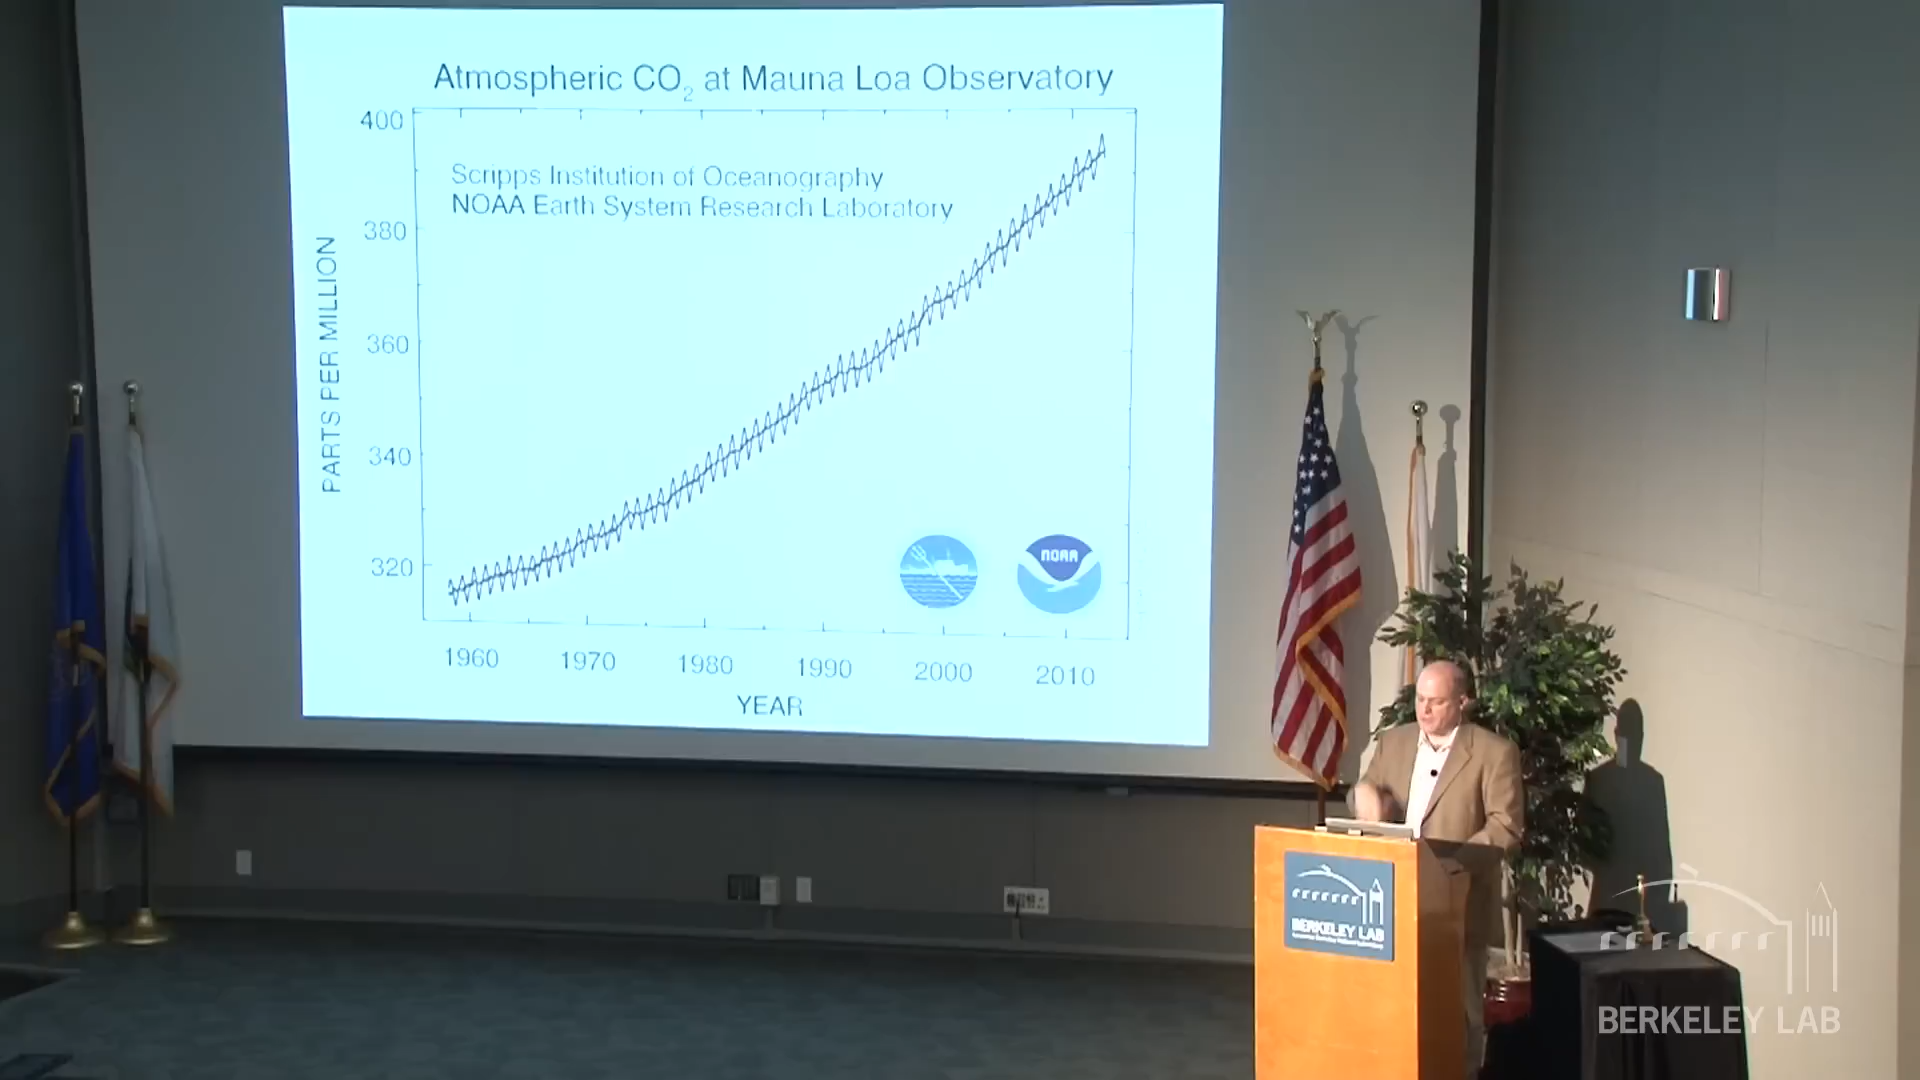 Atmospheric CO₂ at Mauna Loa Observatory
400
Scripps Institution of Oceanography
NOAA Earth System Research Laboratory
380
PARTS PER MILLION
360
340
320
NOAA
1960 1970 1980 1990 2000 2010
YEAR
BERKELEY LAB
BERKELEY LAB